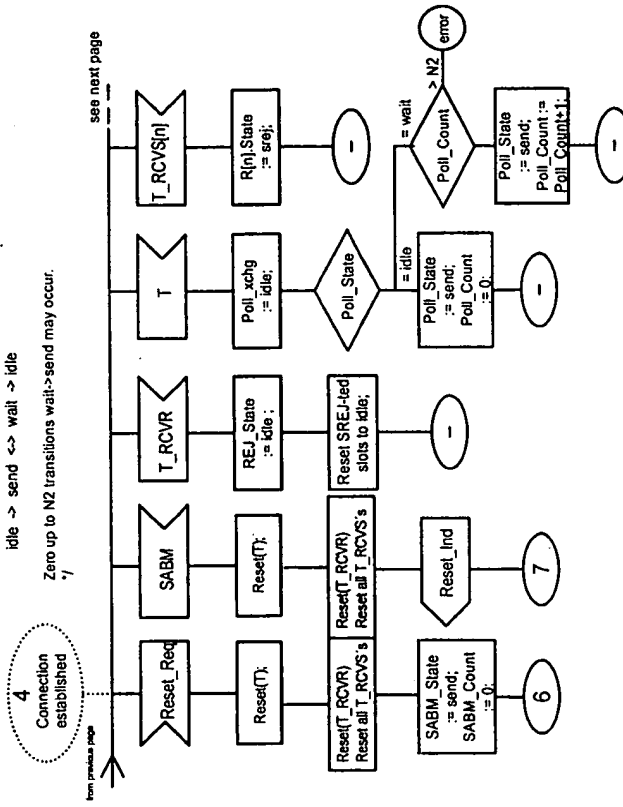 idle -> send <-> wait -> idle
Zero up to N2 transitions wait->send may occur.
*/
4
Connection
established
from previous page
see next page
Reset_Req
Reset(T);
Reset(T_RCVR)
Reset all T_RCVS's
SABM_State
:= send;
SABM_Count
:= 0;
6
SABM
Reset(T);
Reset(T_RCVR)
Reset all T_RCVS's
Reset_Ind
7
T_RCVR
REJ_State
:= idle ;
Reset SREJ-ted
slots to idle;
-
T
Poll_xchg
:= idle;
Poll_State
= idle
Poll_State
:= send;
Poll_Count
:= 0;
-
= wait
Poll_Count
> N2
error
Poll_State
:= send;
Poll_Count :=
Poll_Count+1;
-
T_RCVS[n]
R[n].State
:= srej;
-